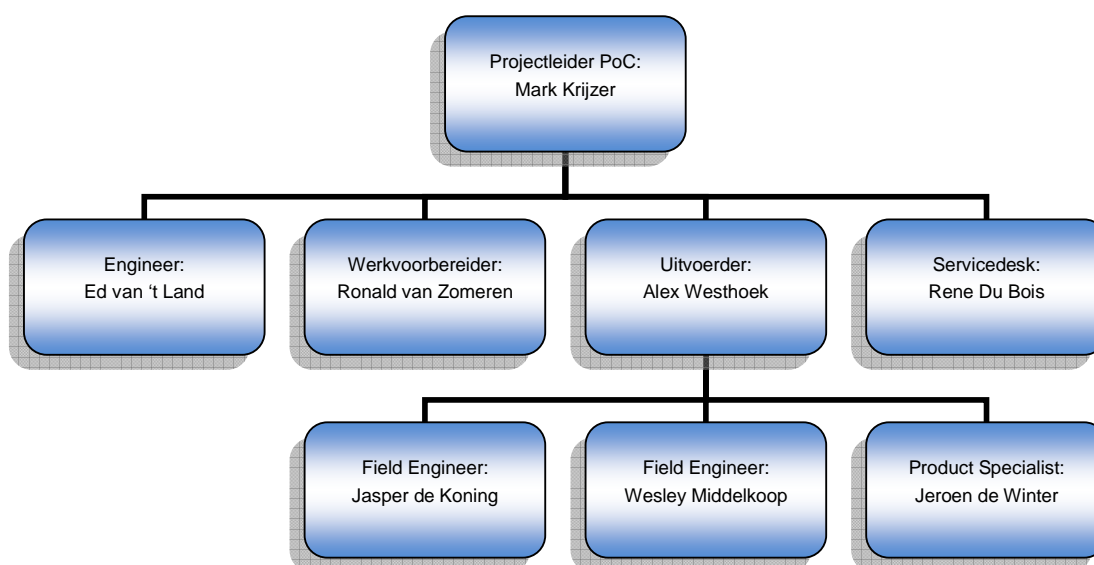 Projectleider PoC:
Mark Krijzer
Engineer:
Ed van ‘t Land
Werkvoorbereider:
Ronald van Zomeren
Uitvoerder:
Alex Westhoek
Servicedesk:
Rene Du Bois
Field Engineer:
Jasper de Koning
Field Engineer:
Wesley Middelkoop
Product Specialist:
Jeroen de Winter